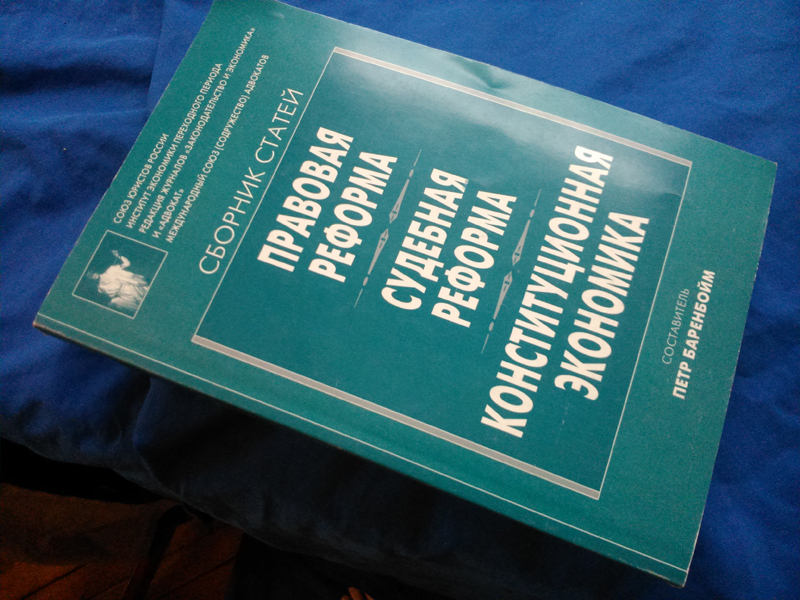 СОЮЗ ЮРИСТОВ РОССИИ
ИНСТИТУТ ЭКОНОМИКИ ПЕРЕХОДНОГО ПЕРИОДА
РЕДАКЦИЯ ЖУРНАЛОВ «ЗАКОНОДАТЕЛЬСТВО И ЭКОНОМИКА»
И «АДВОКАТ»
МЕЖДУНАРОДНЫЙ СОЮЗ (СОДРУЖЕСТВО) АДВОКАТОВ
СБОРНИК СТАТЕЙ
ПРАВОВАЯ
РЕФОРМА
СУДЕБНАЯ
РЕФОРМА
КОНСТИТУЦИОННАЯ
ЭКОНОМИКА
СОСТАВИТЕЛЬ
ПЕТР БАРЕНБОЙМ